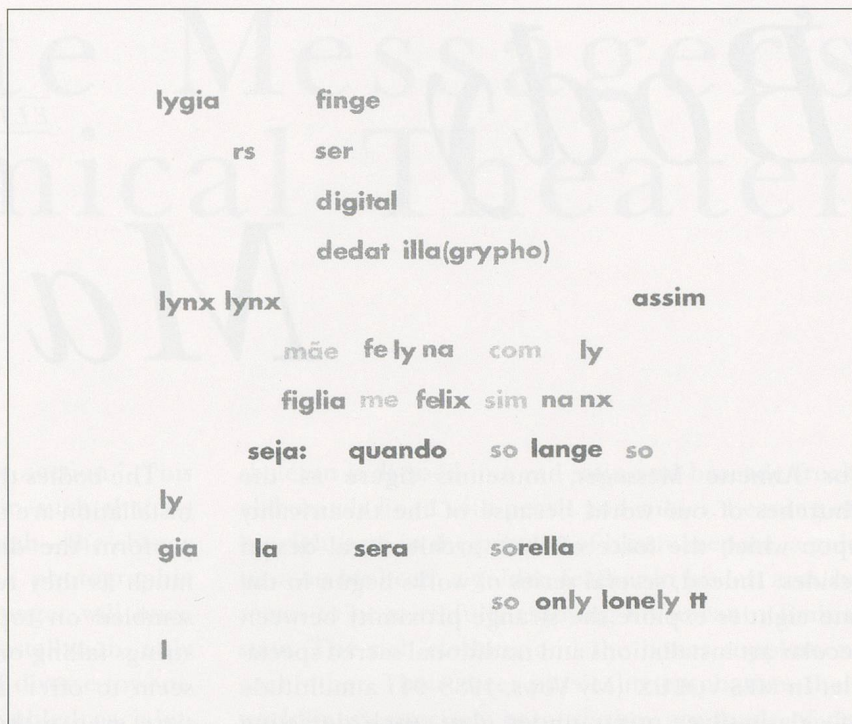 lygia finge
rs ser
digital
dedat illa(grypho)
lynx lynx assim
mãe fe ly na com ly
figlia me felix sim na nx
seja: quando so lange so
ly
gia la sera sorella
so only lonely tt
l